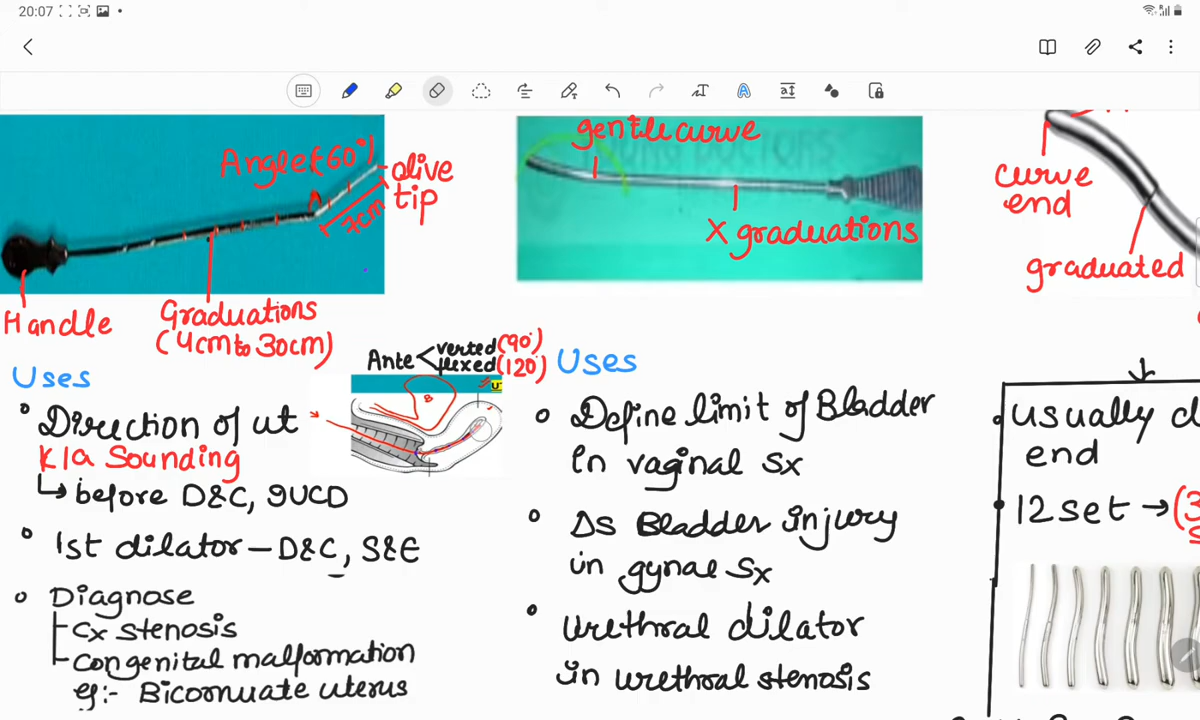 20:07
Angle(60°)
olive
tip
7cm
Handle
Graduations
(4cm to 30cm)
Ante verted (90°)
flexed (120°)
B
Uses
Direction of ut
K/a Sounding
before D&C, IUCD
1st dilator – D&C, S&E
Diagnose
Cx stenosis
Congenital malformation
eg:- Bicornuate uterus
gentle curve
X graduations
Uses
Define limit of Bladder
in vaginal Sx
Δs Bladder injury
in gynae Sx
Urethral dilator
in urethral stenosis
curve
end
graduated
usually d
end
12 set → (3